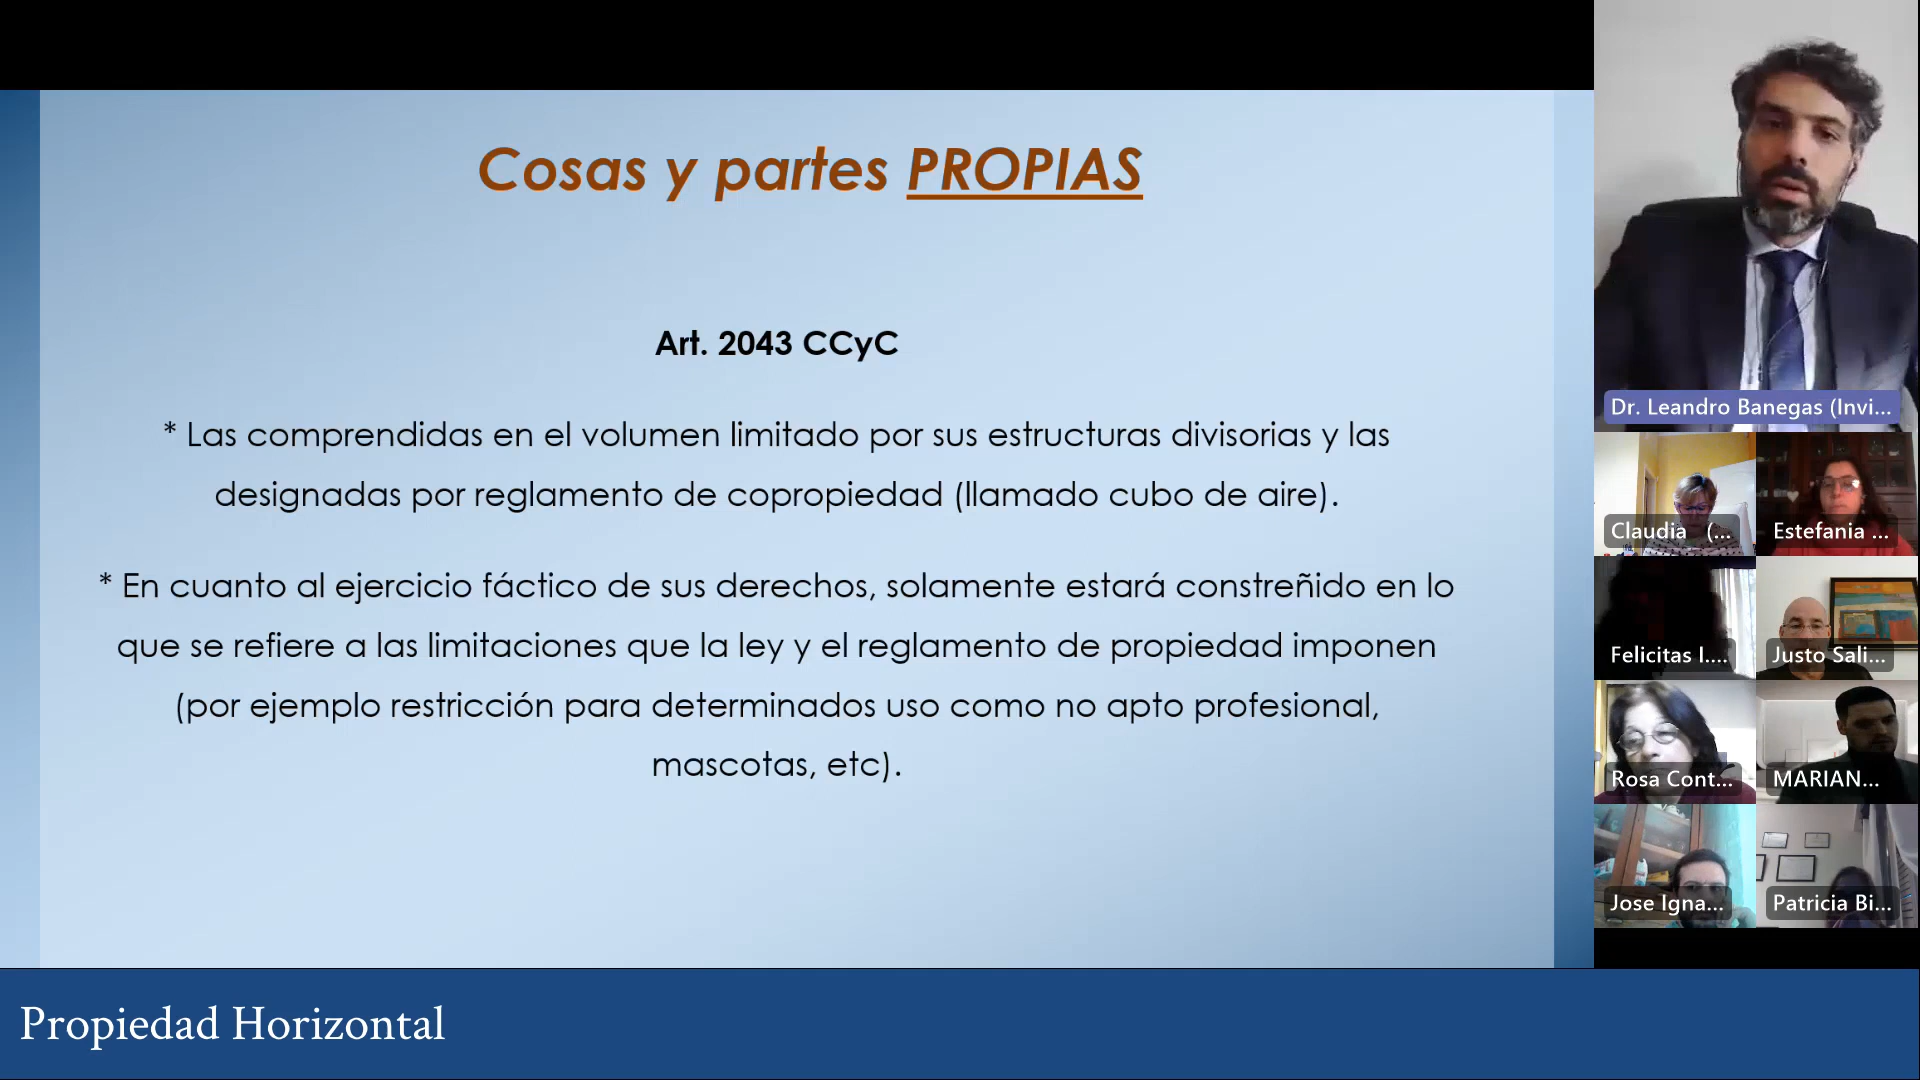 Cosas y partes PROPIAS
Art. 2043 CCyC
* Las comprendidas en el volumen limitado por sus estructuras divisorias y las
designadas por reglamento de copropiedad (llamado cubo de aire).
* En cuanto al ejercicio fáctico de sus derechos, solamente estará constreñido en lo
que se refiere a las limitaciones que la ley y el reglamento de propiedad imponen
(por ejemplo restricción para determinados uso como no apto profesional,
mascotas, etc).
Dr. Leandro Banegas (Invi...
Claudia (...
Estefania ...
Felicitas I....
Justo Sali...
Rosa Cont...
MARIAN...
Jose Igna...
Patricia Bi...
Propiedad Horizontal